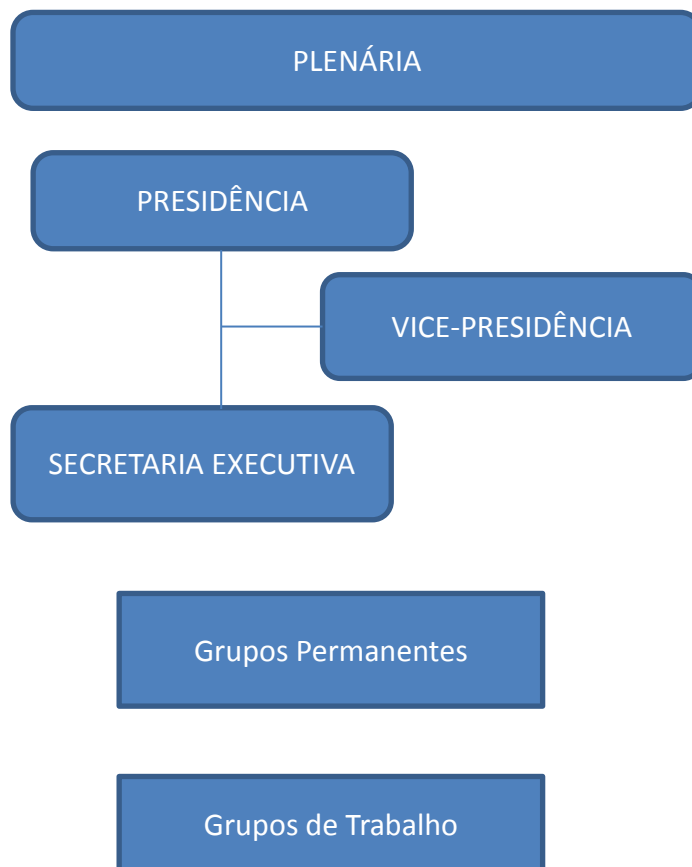 PLENÁRIA
PRESIDÊNCIA
VICE-PRESIDÊNCIA
SECRETARIA EXECUTIVA
Grupos Permanentes
Grupos de Trabalho